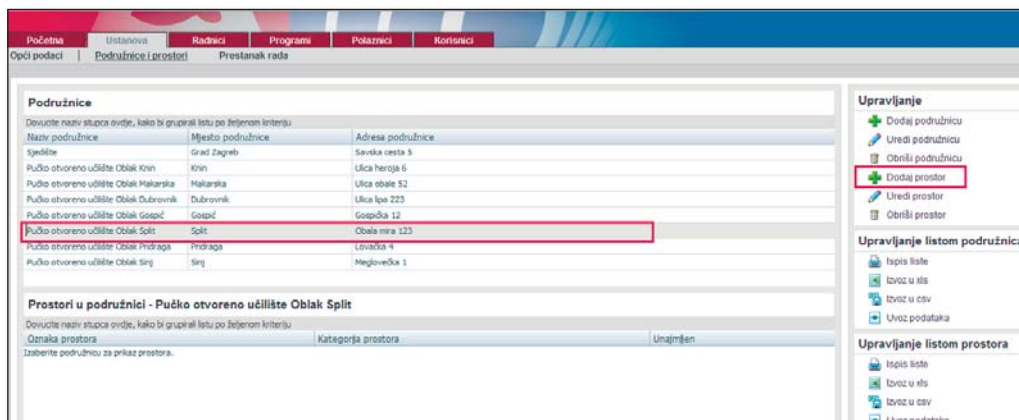 Početna Ustanova Radnici Programi Polaznici Korisnici
Opći podaci | Podružnice i prostori Prestanak rada
Podružnice
Dovucite naziv stupca ovdje, kako bi grupirali listu po željenom kriteriju
Naziv podružnice Mjesto podružnice Adresa podružnice
Sjedište Grad Zagreb Savska cesta 5
Pučko otvoreno učilište Oblak Knin Knin Ulica heroja 6
Pučko otvoreno učilište Oblak Makarska Makarska Ulica obale 52
Pučko otvoreno učilište Oblak Dubrovnik Dubrovnik Ulica lipa 223
Pučko otvoreno učilište Oblak Gospić Gospić Gospićka 12
Pučko otvoreno učilište Oblak Split Split Obala mira 123
Pučko otvoreno učilište Oblak Pridraga Pridraga Lovačka 4
Pučko otvoreno učilište Oblak Sinj Sinj Meglovečka 1
Prostori u podružnici - Pučko otvoreno učilište Oblak Split
Dovucite naziv stupca ovdje, kako bi grupirali listu po željenom kriteriju
Oznaka prostora Kategorija prostora Unajmljen
Izaberite podružnicu za prikaz prostora.
Upravljanje
Dodaj podružnicu
Uredi podružnicu
Obriši podružnicu
Dodaj prostor
Uredi prostor
Obriši prostor
Upravljanje listom podružnica
Ispis liste
Izvoz u xls
Izvoz u csv
Uvoz podataka
Upravljanje listom prostora
Ispis liste
Izvoz u xls
Izvoz u csv
Uvoz podataka